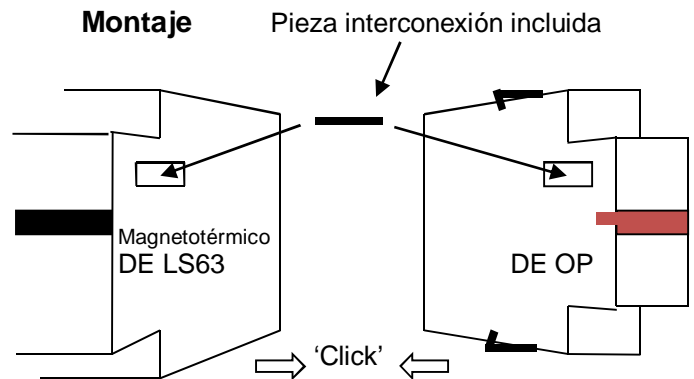 Montaje
Pieza interconexión incluida
Magnetotérmico
DE LS63
DE OP
‘Click’